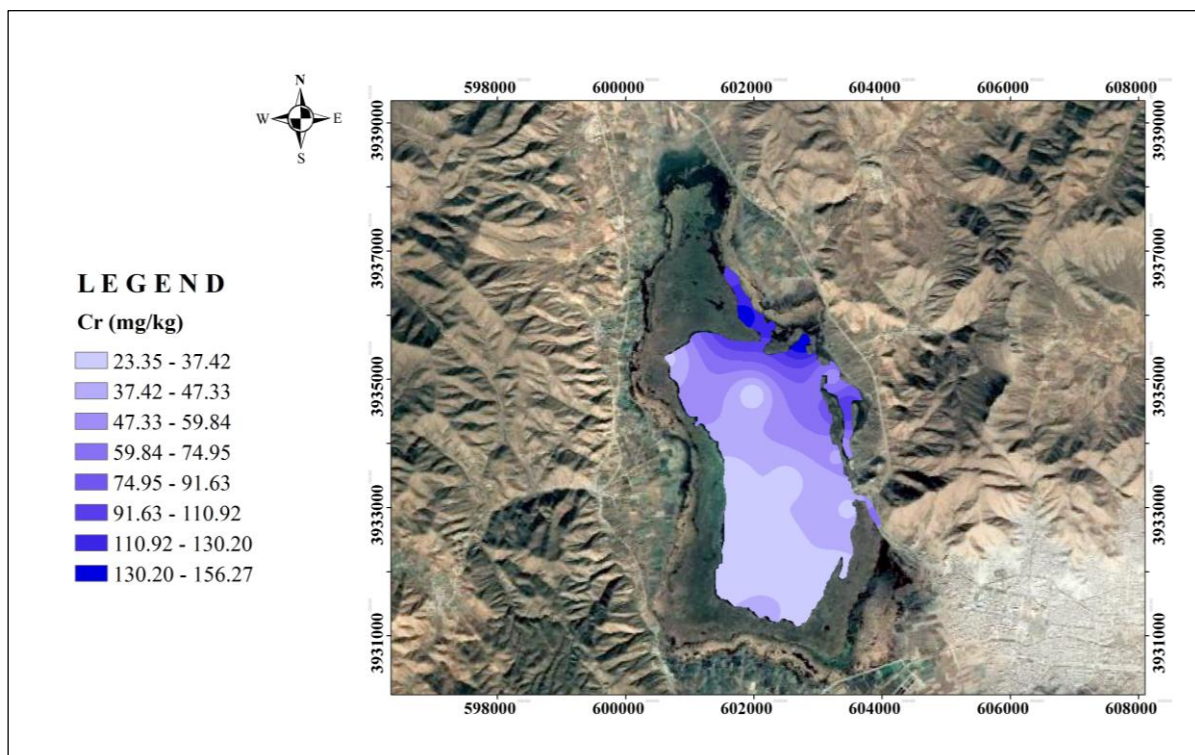 N
W E
S
598000 600000 602000 604000 606000 608000
3939000 3939000
3937000 3937000
3935000 3935000
3933000 3933000
3931000 3931000
LEGEND
Cr (mg/kg)
23.35 - 37.42
37.42 - 47.33
47.33 - 59.84
59.84 - 74.95
74.95 - 91.63
91.63 - 110.92
110.92 - 130.20
130.20 - 156.27
598000 600000 602000 604000 606000 608000